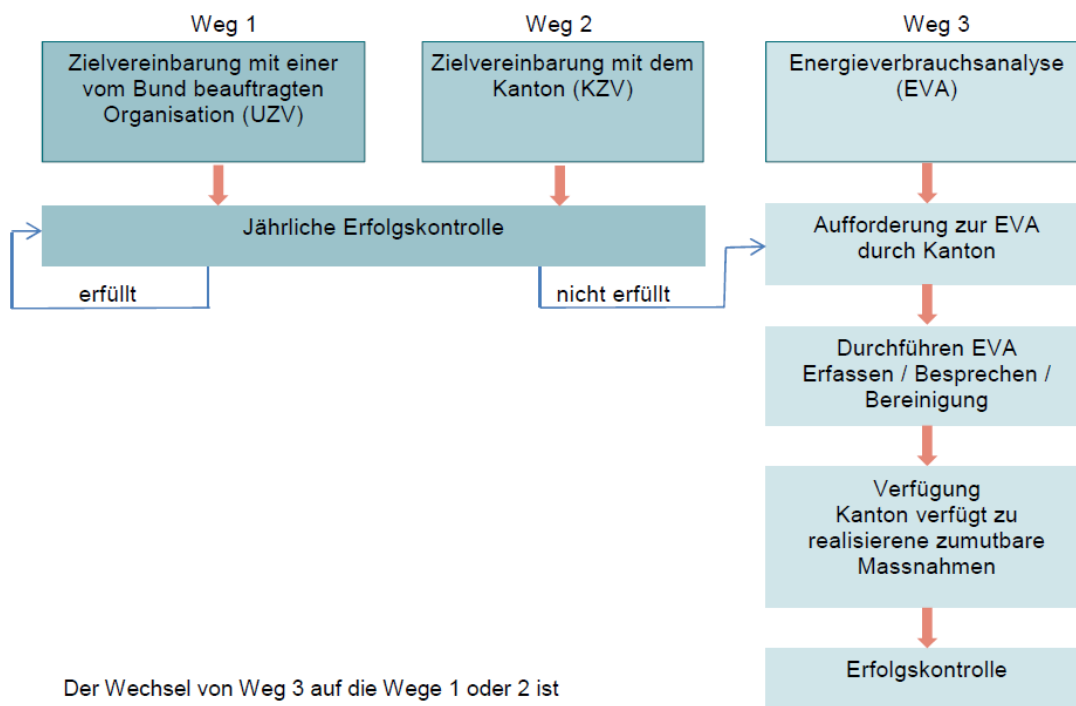 Weg 1
Weg 2
Weg 3
Zielvereinbarung mit einer
vom Bund beauftragten
Organisation (UZV)
Zielvereinbarung mit dem
Kanton (KZV)
Energieverbrauchsanalyse
(EVA)
Jährliche Erfolgskontrolle
Aufforderung zur EVA
durch Kanton
erfüllt
nicht erfüllt
Durchführen EVA
Erfassen / Besprechen /
Bereinigung
Verfügung
Kanton verfügt zu
realisierene zumutbare
Massnahmen
Erfolgskontrolle
Der Wechsel von Weg 3 auf die Wege 1 oder 2 ist